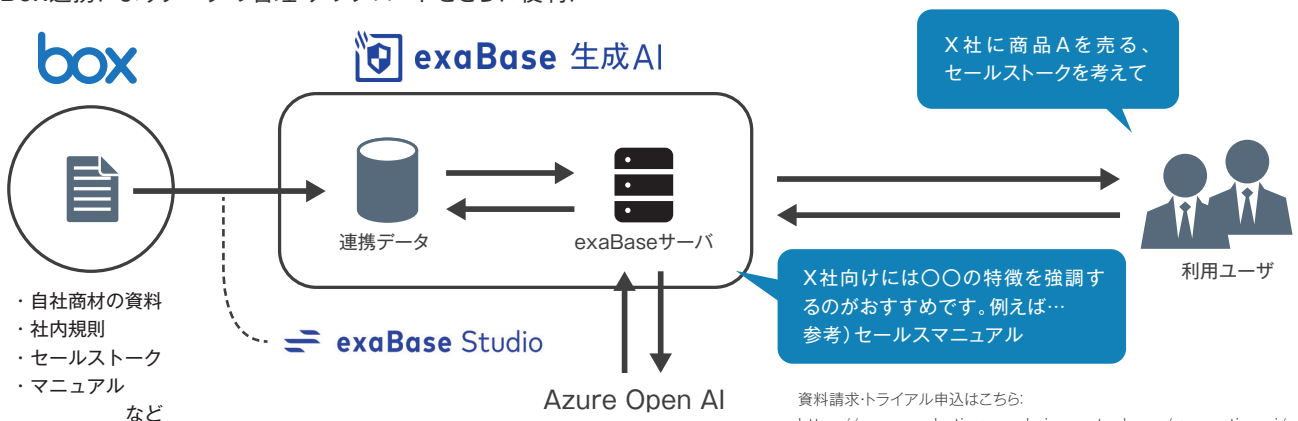 box
exaBase 生成AI
X社に商品Aを売る、
セールストークを考えて
連携データ
exaBaseサーバ
利用ユーザ
X社向けには〇〇の特徴を強調す
るのがおすすめです。例えば…
参考)セールスマニュアル
・自社商材の資料
・社内規則
・セールストーク
・マニュアル
など
exaBase Studio
Azure Open AI
資料請求・トライアル申込はこちら: